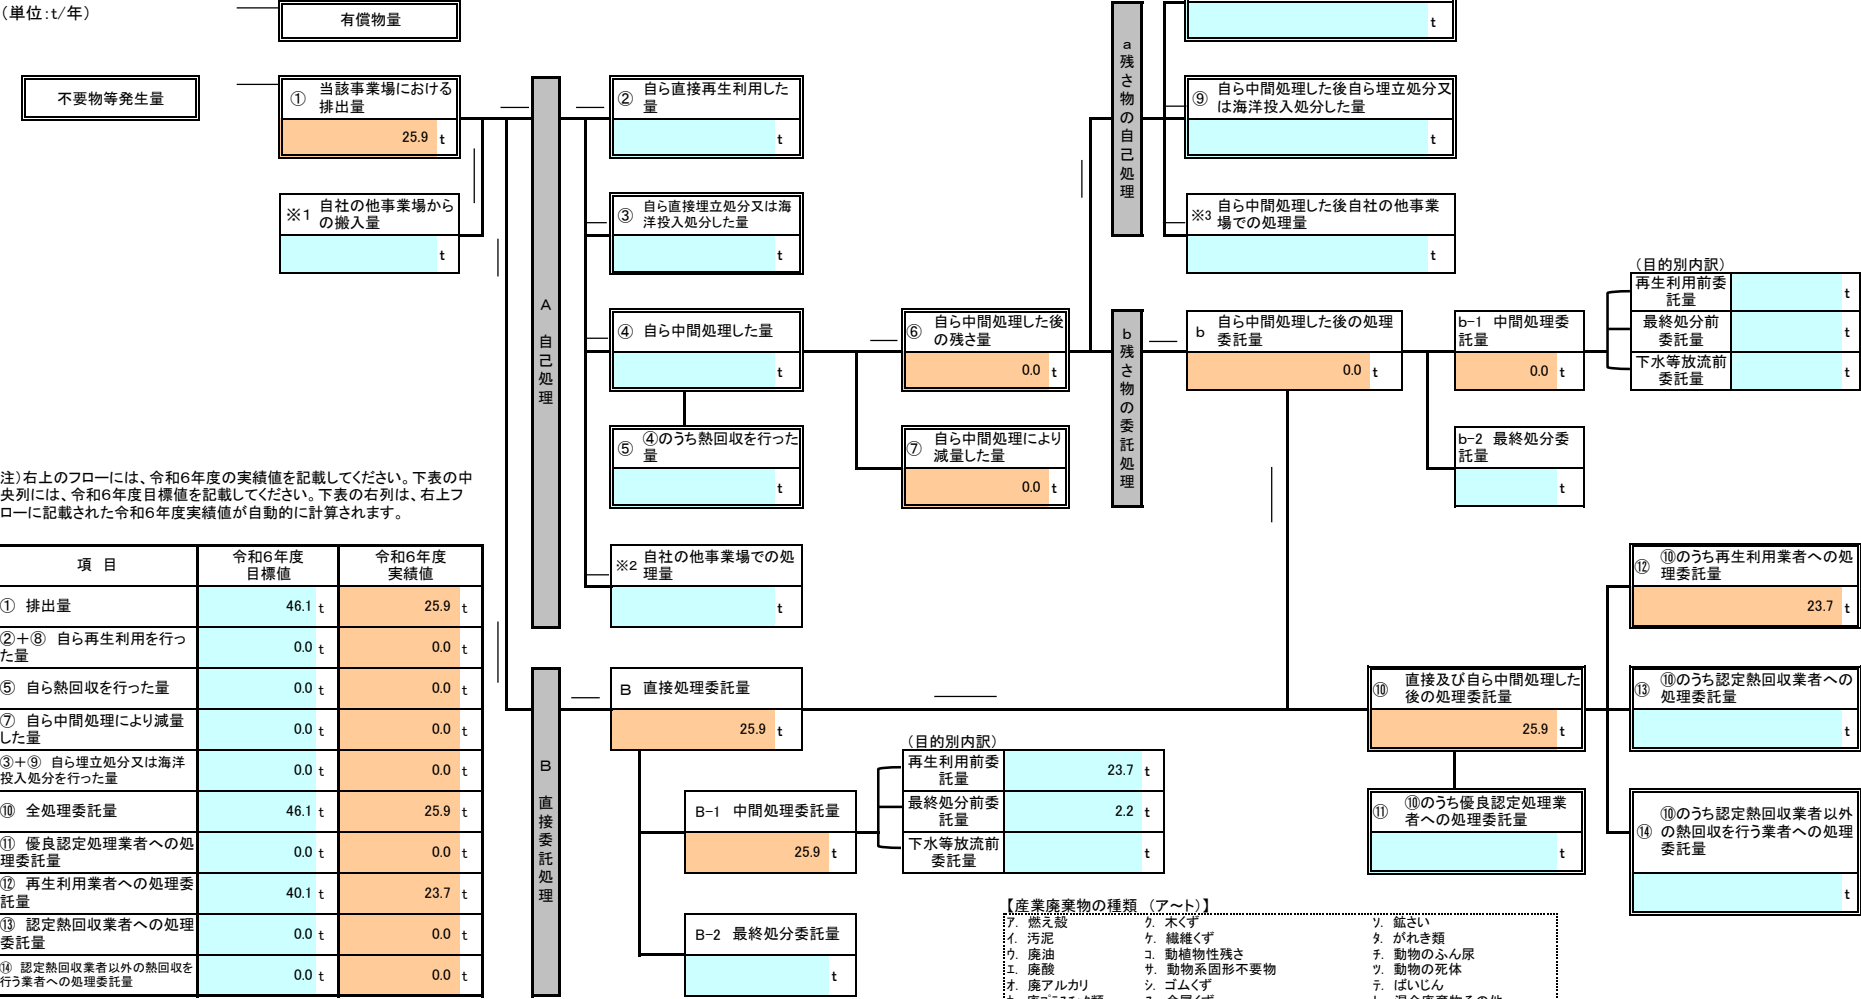 （単位：t/年）
有償物量
t
不要物等発生量
① 当該事業場における
排出量
25.9 t
※1 自社の他事業場から
の搬入量
t
A 自己処理
② 自ら直接再生利用した
量
t
③ 自ら直接埋立処分又は海
洋投入処分した量
t
④ 自ら中間処理した量
t
⑤ ④のうち熱回収を行った
量
t
※2 自社の他事業場での処
理量
t
⑥ 自ら中間処理した後
の残さ量
0.0 t
⑦ 自ら中間処理により
減量した量
0.0 t
a 残さ物の自己処理
⑨ 自ら中間処理した後自ら埋立処分又
は海洋投入処分した量
t
※3 自ら中間処理した後自社の他事業
場での処理量
t
b 残さ物の委託処理
b 自ら中間処理した後の処理
委託量
0.0 t
b-1 中間処理委
託量
0.0 t
b-2 最終処分委
託量
t
（目的別内訳）
再生利用前委
託量
t
最終処分前
委託量
t
下水等放流前
委託量
t
注）右上のフローには、令和6年度の実績値を記載してください。下表の中
央列には、令和6年度目標値を記載してください。下表の右列は、右上フ
ローに記載された令和6年度実績値が自動的に計算されます。
項 目 令和6年度
目標値 令和6年度
実績値
① 排出量 46.1 t 25.9 t
②＋⑧ 自ら再生利用を行っ
た量 0.0 t 0.0 t
⑤ 自ら熱回収を行った量 0.0 t 0.0 t
⑦ 自ら中間処理により減量
した量 0.0 t 0.0 t
③＋⑨ 自ら埋立処分又は海洋
投入処分を行った量 0.0 t 0.0 t
⑩ 全処理委託量 46.1 t 25.9 t
⑪ 優良認定処理業者への処
理委託量 0.0 t 0.0 t
⑫ 再生利用業者への処理委
託量 40.1 t 23.7 t
⑬ 認定熱回収業者への処理
委託量 0.0 t 0.0 t
⑭ 認定熱回収業者以外の熱回収を
行う業者への処理委託量 0.0 t 0.0 t
B 直接委託処理
B 直接処理委託量
25.9 t
B-1 中間処理委託量
25.9 t
B-2 最終処分委託量
t
（目的別内訳）
再生利用前委
託量 23.7 t
最終処分前委
託量 2.2 t
下水等放流前
委託量 t
⑩ 直接及び自ら中間処理した
後の処理委託量
25.9 t
⑪ ⑩のうち優良認定処理業
者への処理委託量
t
⑫ ⑩のうち再生利用業者への処
理委託量
23.7 t
⑬ ⑩のうち認定熱回収業者への
処理委託量
t
⑭ ⑩のうち認定熱回収業者以外
の熱回収を行う業者への処理
委託量
t
【産業廃棄物の種類 （ア～ト）】
ア. 燃え殻 ク. 木くず ソ. 鉱さい
イ. 汚泥 ケ. 繊維くず タ. がれき類
ウ. 廃油 コ. 動植物性残さ チ. 動物のふん尿
エ. 廃酸 サ. 動物系固形不要物 ツ. 動物の死体
オ. 廃アルカリ シ. ゴムくず テ. ばいじん